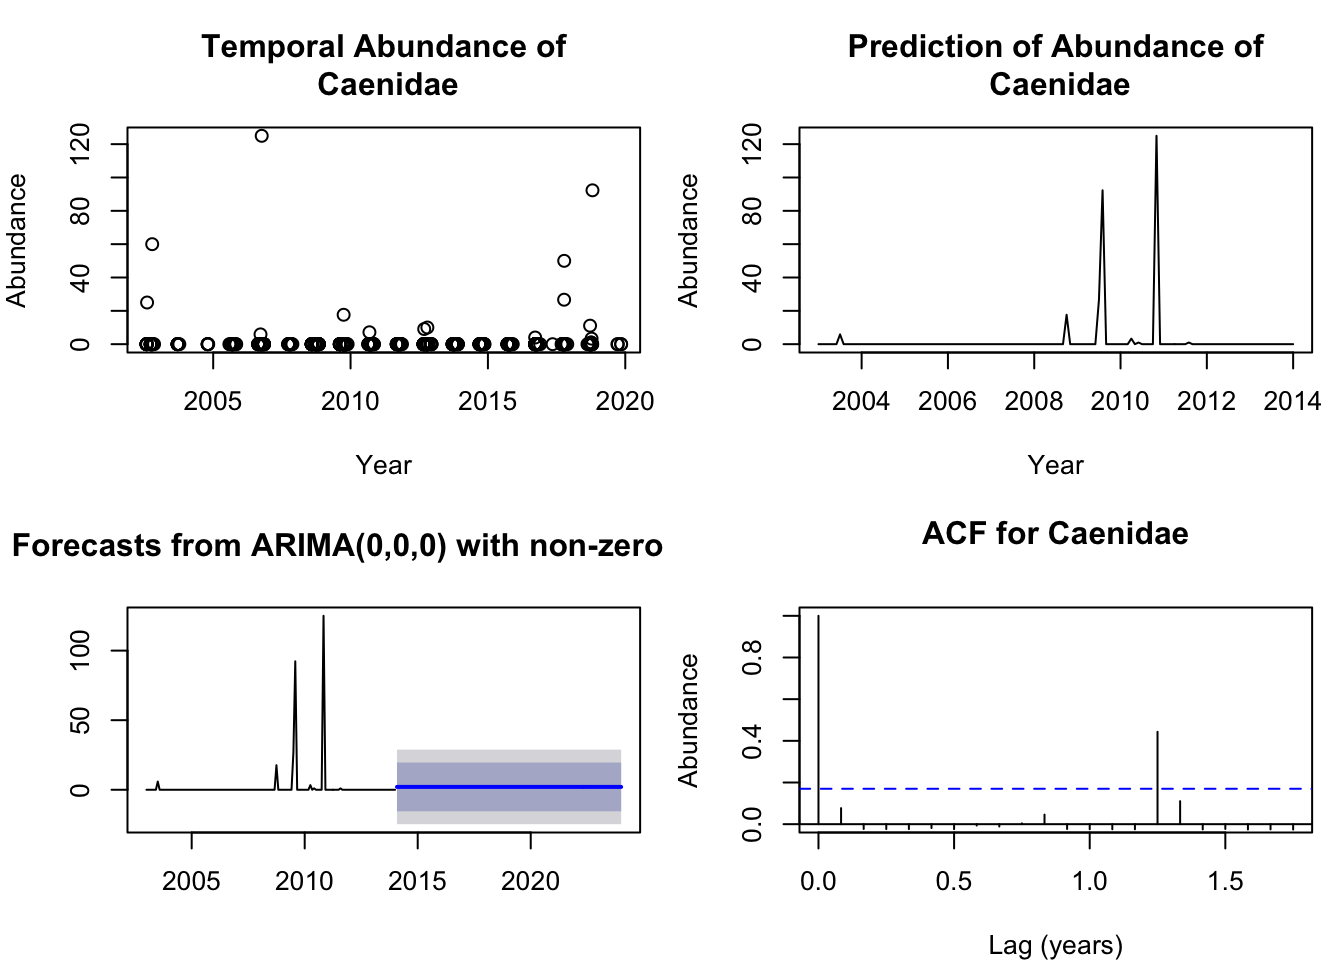 Temporal Abundance of
Caenidae
Abundance
0
40
80
120
2005
2010
2015
2020
Year
Prediction of Abundance of
Caenidae
Abundance
0
40
80
120
2004
2006
2008
2010
2012
2014
Year
Forecasts from ARIMA(0,0,0) with non-zero
0
50
100
2005
2010
2015
2020
ACF for Caenidae
Abundance
0.0
0.4
0.8
0.0
0.5
1.0
1.5
Lag (years)